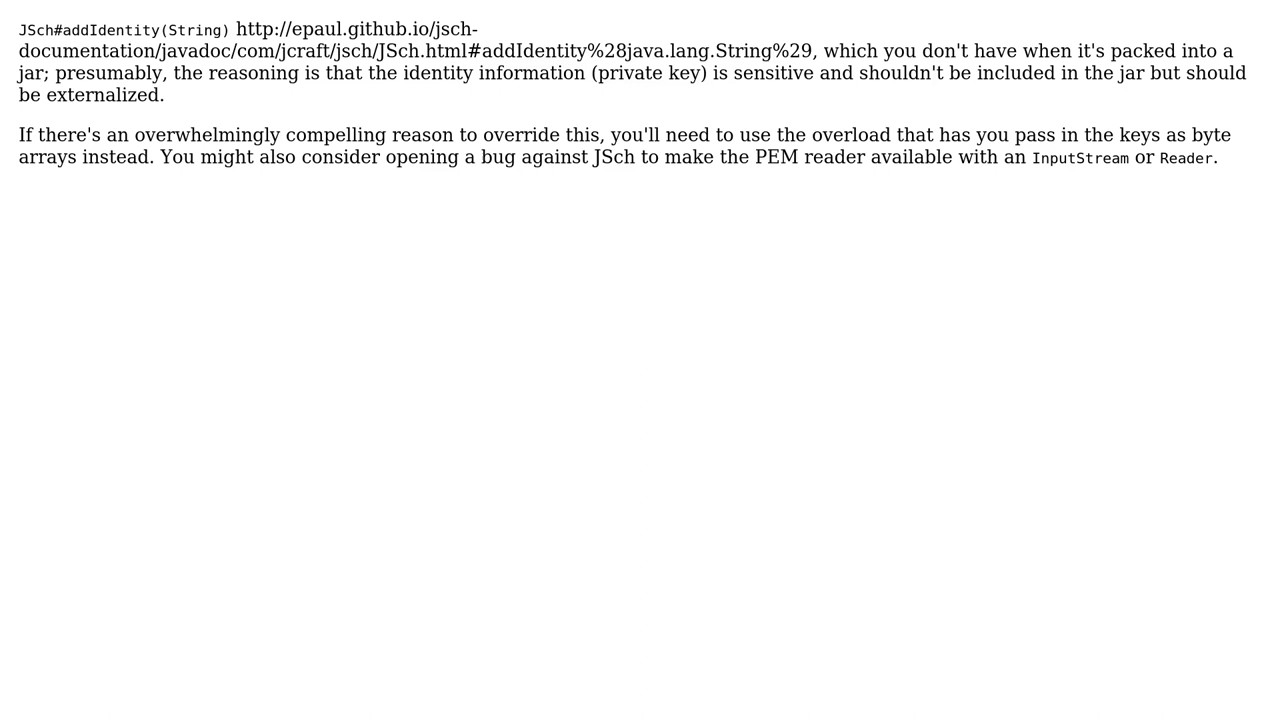 JSch#addIdentity(String) http://epaul.github.io/jsch-
documentation/javadoc/com/jcraft/jsch/JSch.html#addIdentity%28java.lang.String%29, which you don't have when it's packed into a
jar; presumably, the reasoning is that the identity information (private key) is sensitive and shouldn't be included in the jar but should
be externalized.
If there's an overwhelmingly compelling reason to override this, you'll need to use the overload that has you pass in the keys as byte
arrays instead. You might also consider opening a bug against JSch to make the PEM reader available with an InputStream or Reader.